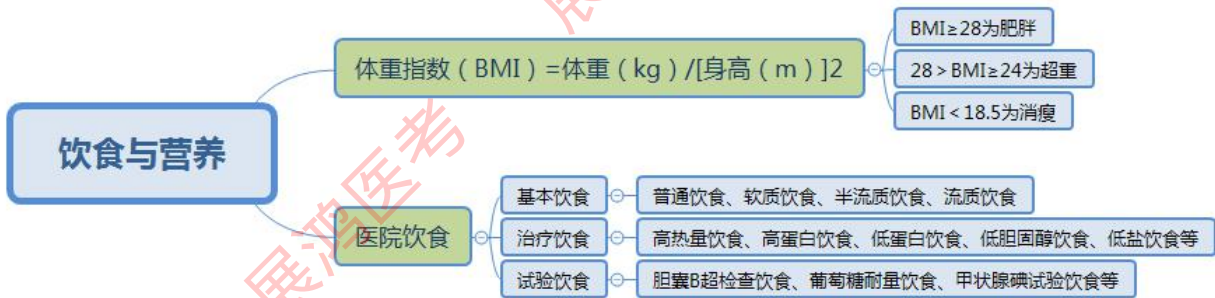 饮食与营养
体重指数（BMI）=体重（kg）/[身高（m）]2
BMI≥28为肥胖
28＞BMI≥24为超重
BMI＜18.5为消瘦
医院饮食
基本饮食
普通饮食、软质饮食、半流质饮食、流质饮食
治疗饮食
高热量饮食、高蛋白饮食、低蛋白饮食、低胆固醇饮食、低盐饮食等
试验饮食
胆囊B超检查饮食、葡萄糖耐量饮食、甲状腺碘试验饮食等
展鸿医考
展